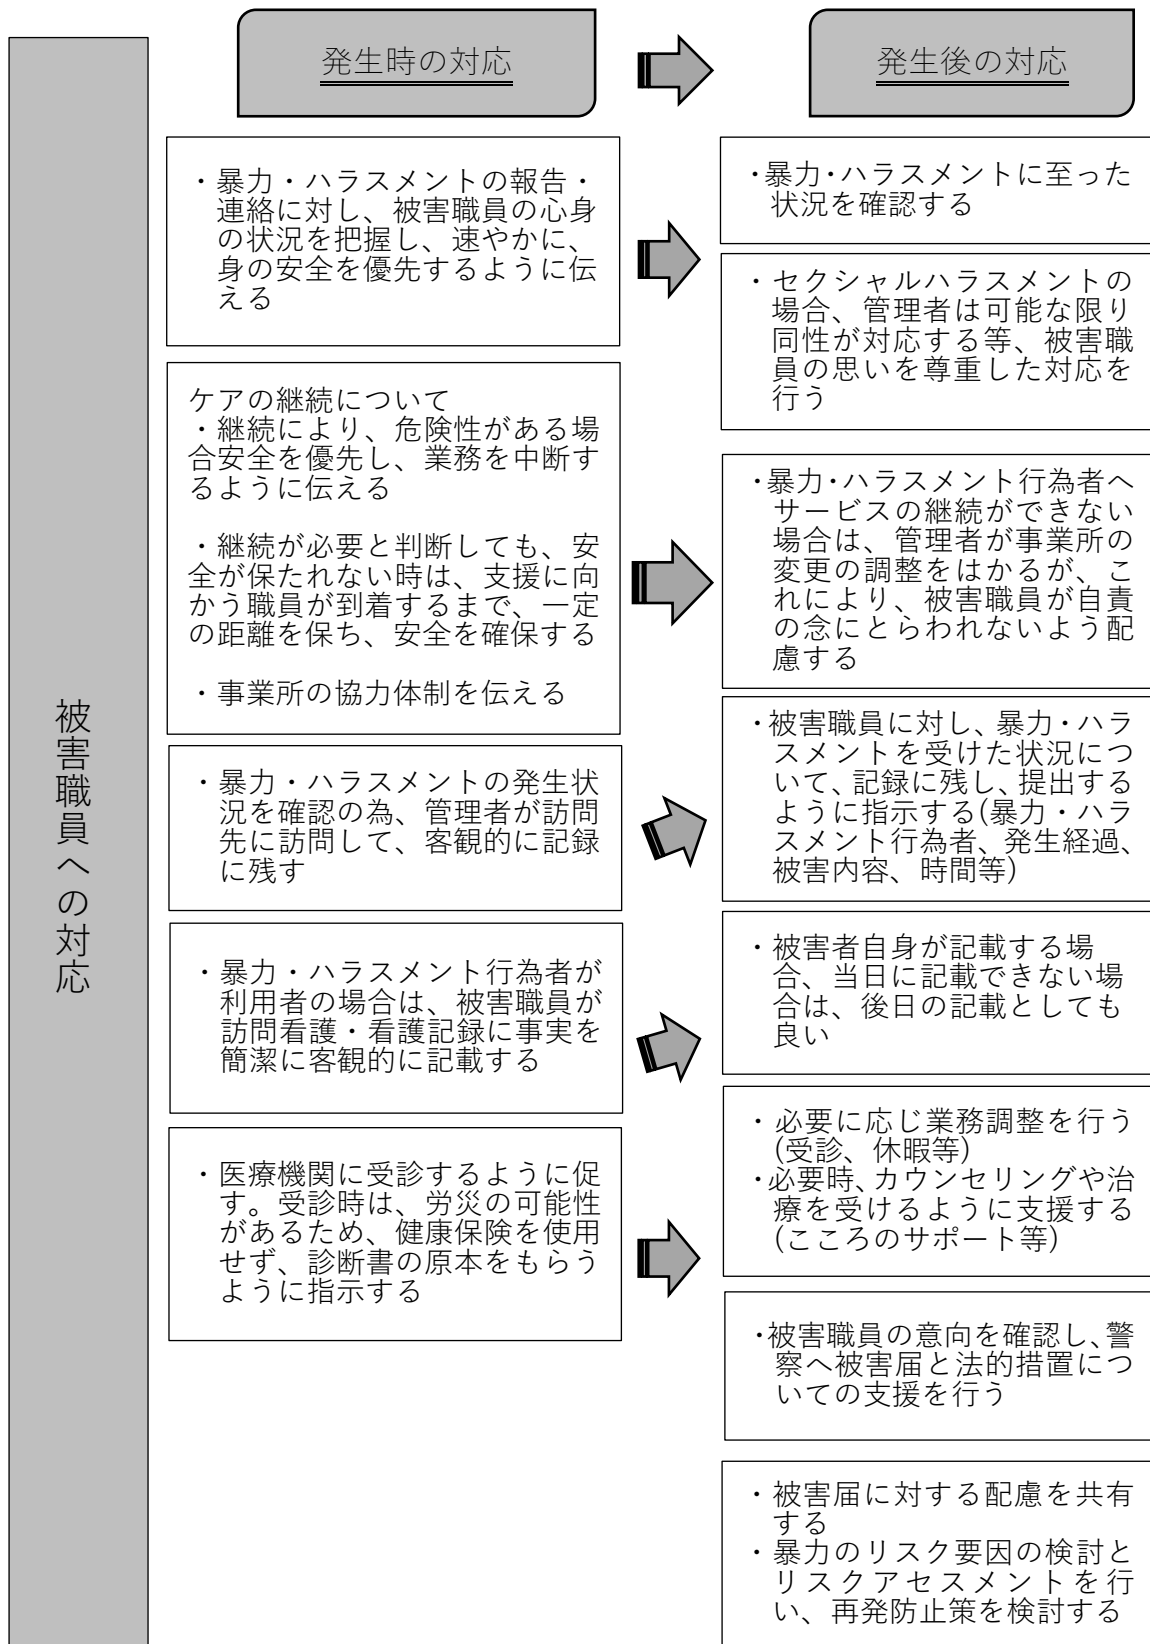 発生時の対応
発生後の対応
被害職員への対応
・暴力・ハラスメントの報告・
連絡に対し、被害職員の心身
の状況を把握し、速やかに、
身の安全を優先するように伝
える
ケアの継続について
・継続により、危険性がある場
合安全を優先し、業務を中断す
るように伝える
・継続が必要と判断しても、安
全が保たれない時は、支援に向
かう職員が到着するまで、一定
の距離を保ち、安全を確保する
・事業所の協力体制を伝える
・暴力・ハラスメントの発生状
況を確認の為、管理者が訪問
先に訪問して、客観的に記録
に残す
・暴力・ハラスメント行為者が
利用者の場合は、被害職員が
訪問看護・看護記録に事実を
簡潔に客観的に記載する
・医療機関に受診するように促
す。受診時は、労災の可能性
があるため、健康保険を使用
せず、診断書の原本をもらう
ように指示する
・暴力・ハラスメントに至った
状況を確認する
・セクシャルハラスメントの
場合、管理者は可能な限り
同性が対応する等、被害職
員の思いを尊重した対応を
行う
・暴力・ハラスメント行為者へ
サービスの継続ができない
場合は、管理者が事業所の
変更の調整をはかるが、こ
れにより、被害職員が自責
の念にとらわれないよう配
慮する
・被害職員に対し、暴力・ハラ
スメントを受けた状況につ
いて、記録に残し、提出する
ように指示する(暴力・ハラ
スメント行為者、発生経過、
被害内容、時間等)
・被害者自身が記載する場
合、当日に記載できない場
合は、後日の記載としても
良い
・必要に応じ業務調整を行う
(受診、休暇等)
・必要時、カウンセリングや治
療を受けるように支援する
(こころのサポート等)
・被害職員の意向を確認し、警
察へ被害届と法的措置につ
いての支援を行う
・被害届に対する配慮を共有
する
・暴力のリスク要因の検討と
リスクアセスメントを行
い、再発防止策を検討する